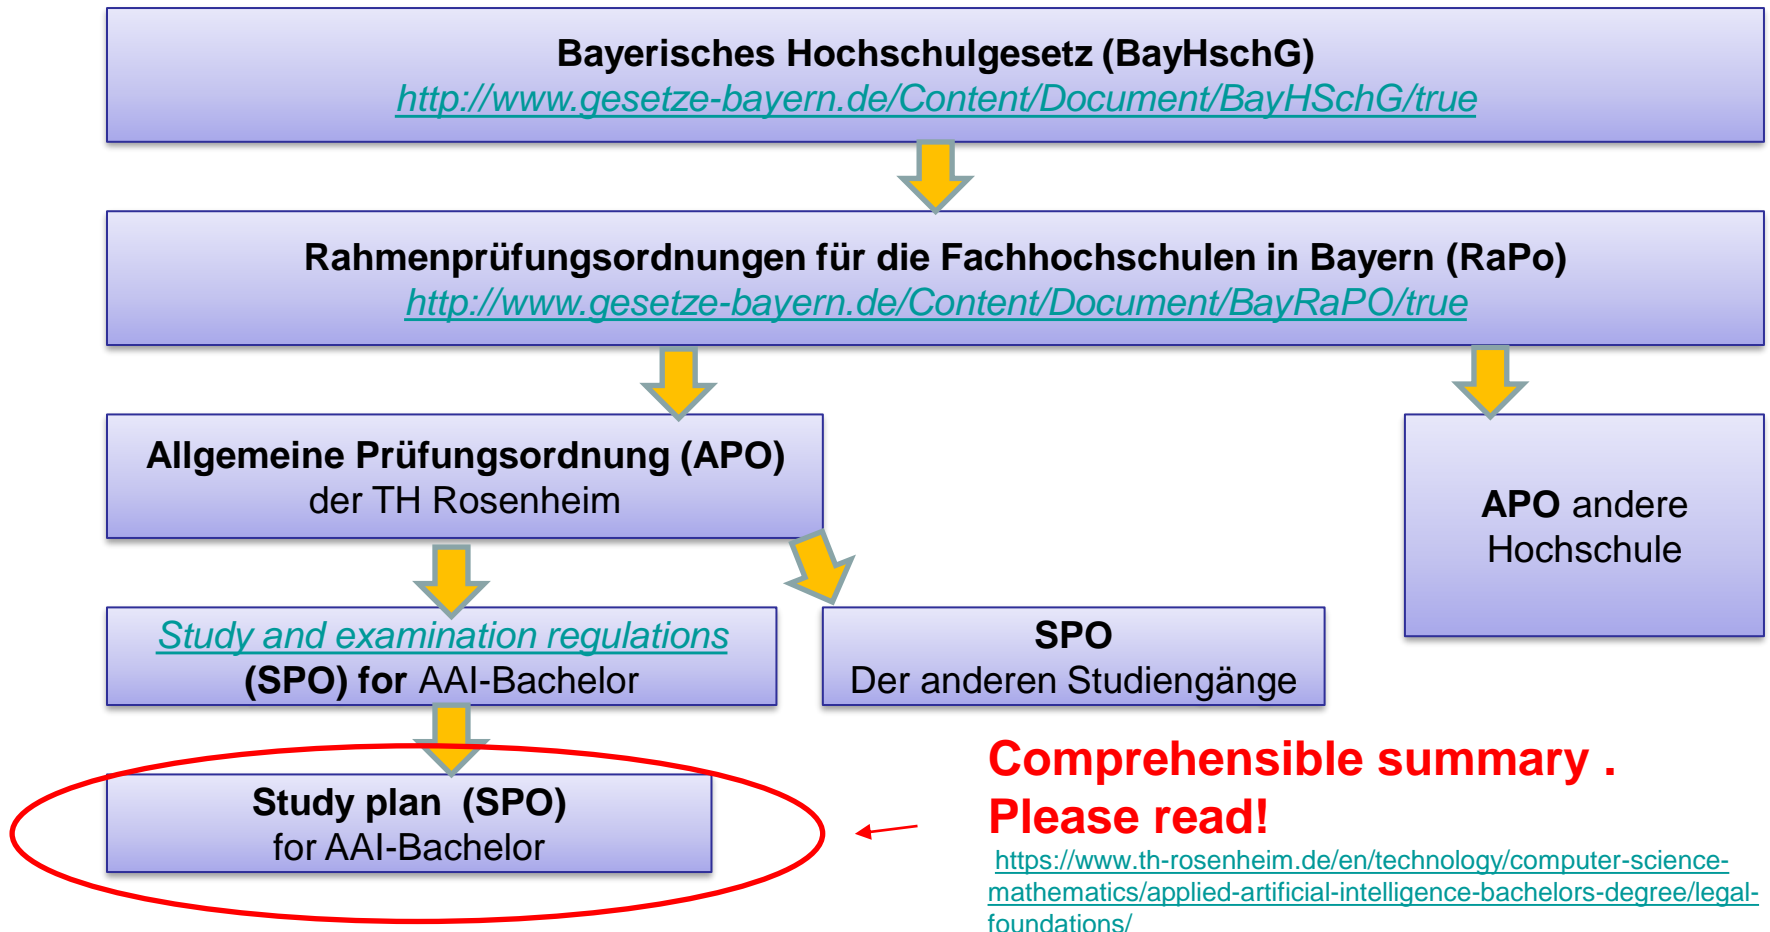 Bayerisches Hochschulgesetz (BayHschG)
http://www.gesetze-bayern.de/Content/Document/BayHSchG/true
Rahmenprüfungsordnungen für die Fachhochschulen in Bayern (RaPo)
http://www.gesetze-bayern.de/Content/Document/BayRaPO/true
Allgemeine Prüfungsordnung (APO)
der TH Rosenheim
APO andere
Hochschule
Study and examination regulations
(SPO) for AAI-Bachelor
SPO
Der anderen Studiengänge
Study plan (SPO)
for AAI-Bachelor
Comprehensible summary .
Please read!
https://www.th-rosenheim.de/en/technology/computer-science-
mathematics/applied-artificial-intelligence-bachelors-degree/legal-
foundations/